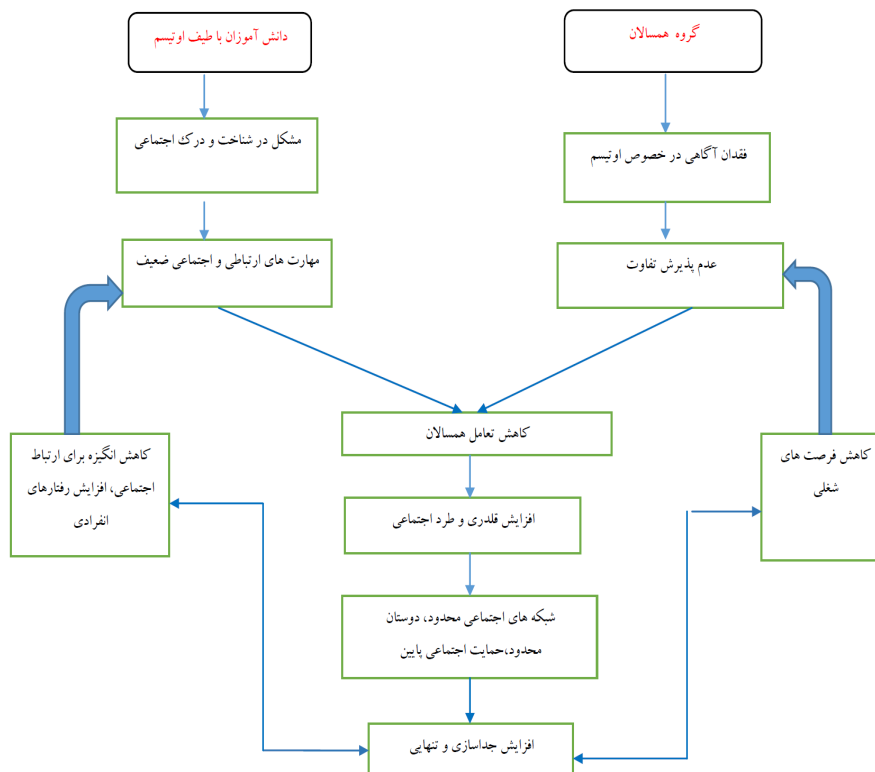 گروه همسالان
دانش آموزان با طیف اوتیسم
فقدان آگاهی در خصوص اوتیسم
مشکل در شناخت و درک اجتماعی
عدم پذیرش تفاوت
مهارت های ارتباطی و اجتماعی ضعیف
کاهش تعامل همسالان
کاهش فرصت های
شغلی
کاهش انگیزه برای ارتباط
اجتماعی، افزایش رفتارهای
انفرادی
افزایش قلدری و طرد اجتماعی
شبکه های اجتماعی محدود، دوستان
محدود،حمایت اجتماعی پایین
افزایش جداسازی و تنهایی